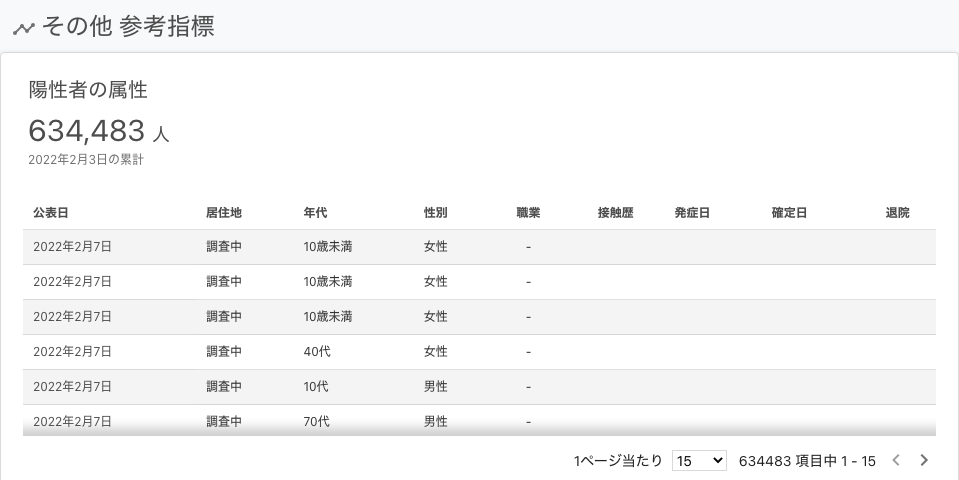 その他 参考指標
陽性者の属性
634,483 人
2022年2月3日の累計
公表日 居住地 年代 性別 職業 接触歴 発症日 確定日 退院
2022年2月7日 調査中 10歳未満 女性 -
2022年2月7日 調査中 10歳未満 女性 -
2022年2月7日 調査中 10歳未満 女性 -
2022年2月7日 調査中 40代 女性 -
2022年2月7日 調査中 10代 男性 -
2022年2月7日 調査中 70代 男性 -
1ページ当たり 15 634483 項目中 1 - 15